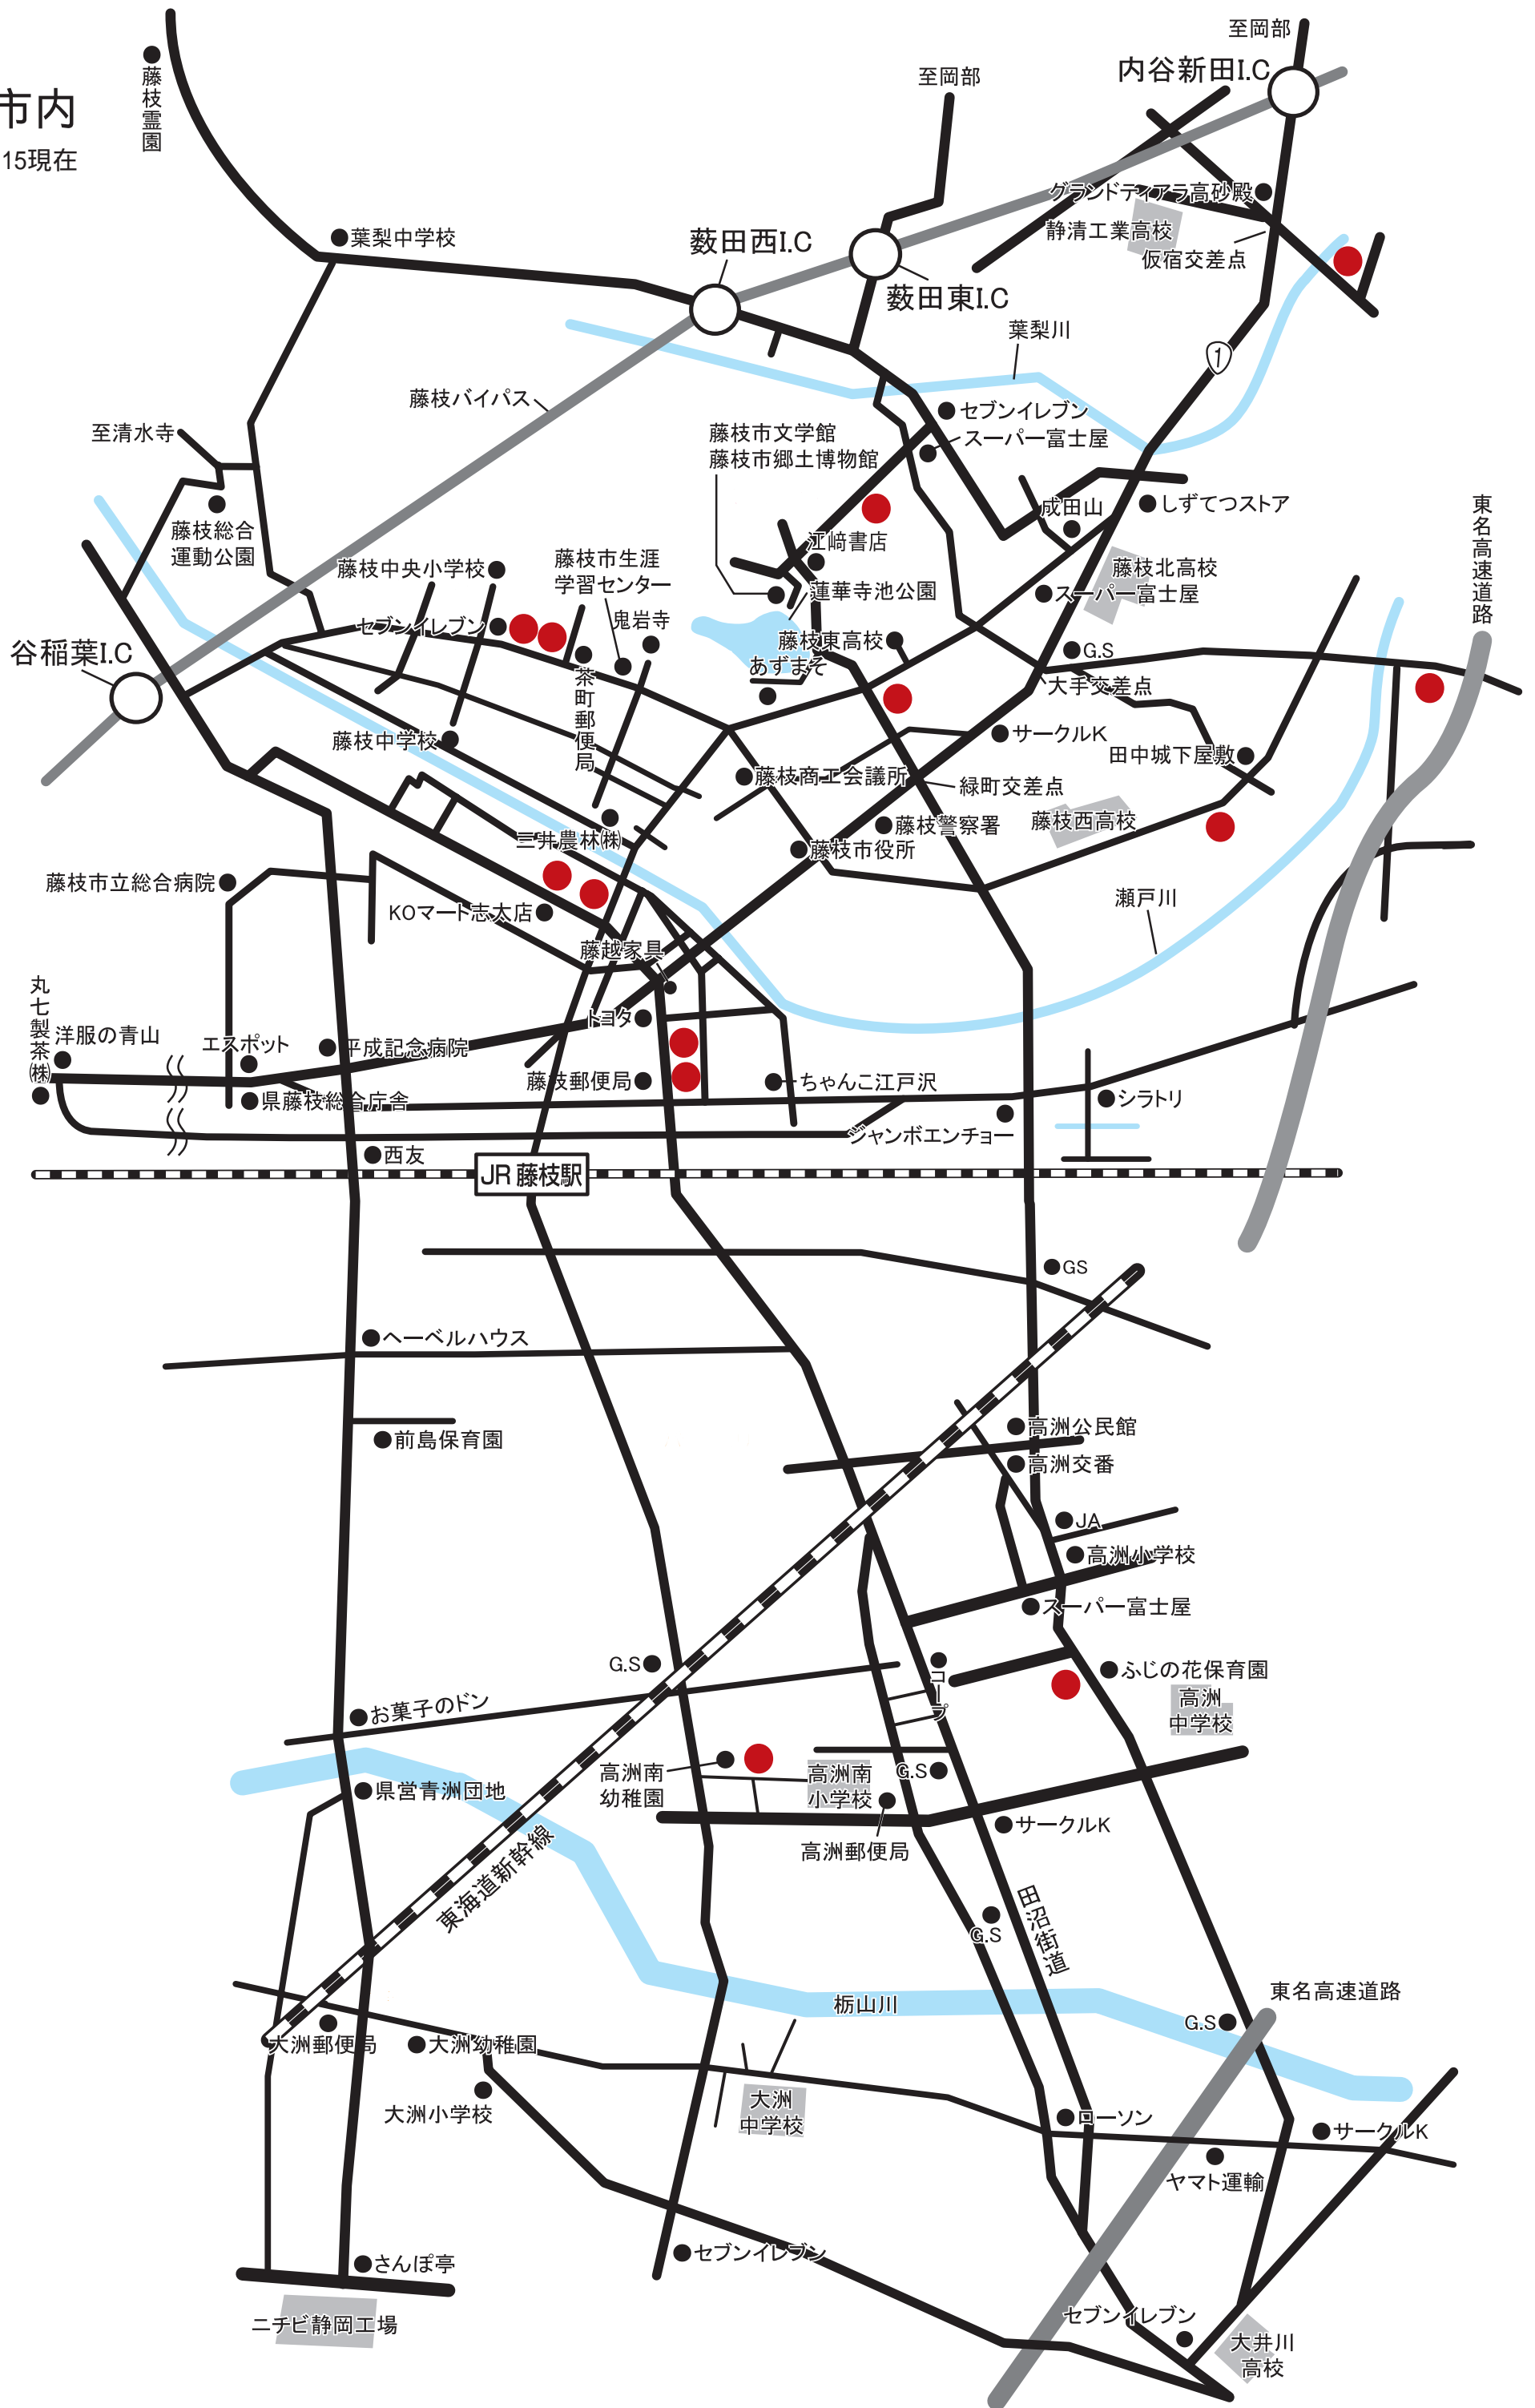 市内
15現在
藤枝霊園
至岡部
内谷新田I.C
至岡部
グランドティアラ高砂殿
静清工業高校
仮宿交差点
葉梨中学校
薮田西I.C
薮田東I.C
葉梨川
1
藤枝バイパス
至清水寺
セブンイレブン
スーパー富士屋
藤枝市文学館
藤枝市郷土博物館
成田山
しずてつストア
東名高速道路
藤枝総合
運動公園
江﨑書店
藤枝市生涯
学習センター
藤枝中央小学校
藤枝北高校
スーパー富士屋
蓮華寺池公園
鬼岩寺
セブンイレブン
谷稲葉I.C
藤枝東高校
G.S
あずまそ
大手交差点
茶町郵便局
藤枝中学校
サークルK
田中城下屋敷
藤枝商工会議所
緑町交差点
藤枝西高校
藤枝警察署
三井農林㈱
藤枝市役所
藤枝市立総合病院
KOマート志太店
瀬戸川
藤越家具
丸七製茶㈱
洋服の青山
エスポット
平成記念病院
トヨタ
藤枝郵便局
ちゃんこ江戸沢
県藤枝総合庁舎
シラトリ
ジャンボエンチョー
西友
JR 藤枝駅
GS
ヘーベルハウス
高洲公民館
前島保育園
高洲交番
JA
高洲小学校
スーパー富士屋
G.S
コープ
ふじの花保育園
高洲
中学校
お菓子のドン
高洲南
幼稚園
高洲南
小学校
G.S
県営青洲団地
サークルK
高洲郵便局
東海道新幹線
田沼街道
G.S
東名高速道路
栃山川
G.S
大洲郵便局
大洲幼稚園
大洲小学校
大洲
中学校
ローソン
サークルK
ヤマト運輸
さんぽ亭
セブンイレブン
ニチビ静岡工場
セブンイレブン
大井川
高校